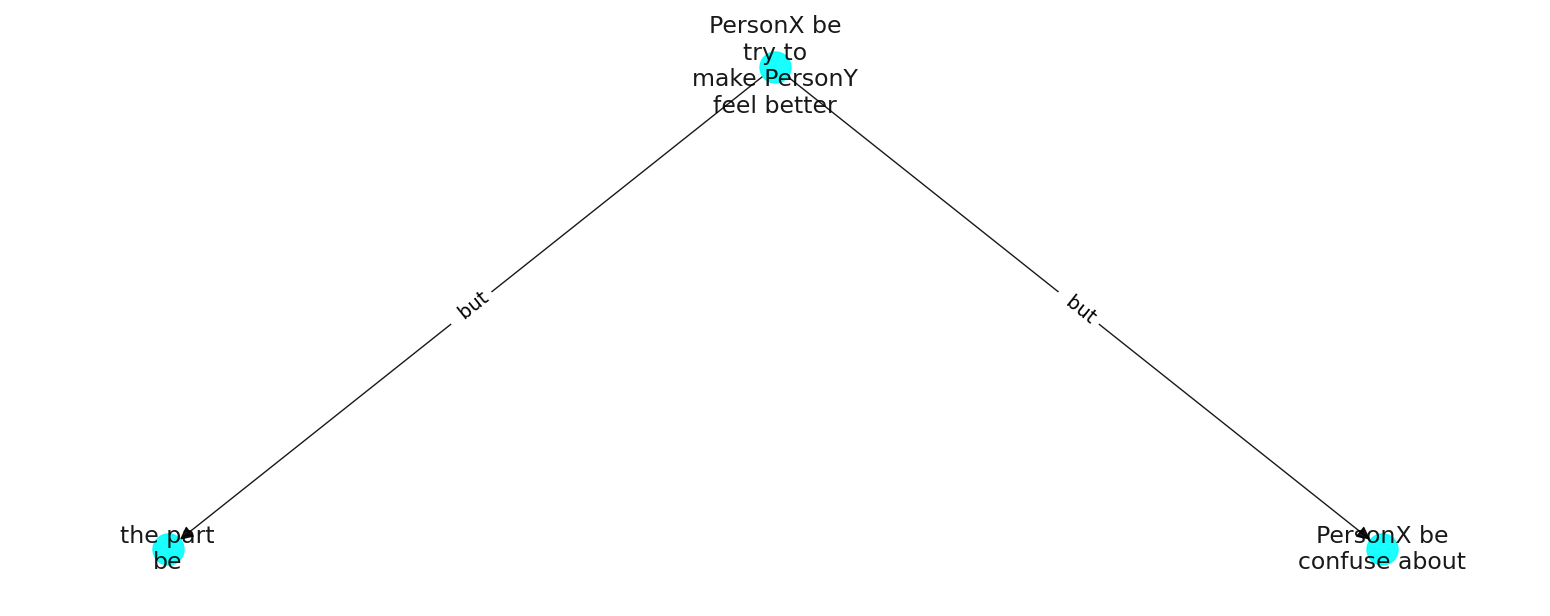 PersonX be
try to
make PersonY
feel better
but
but
the part
be
PersonX be
confuse about